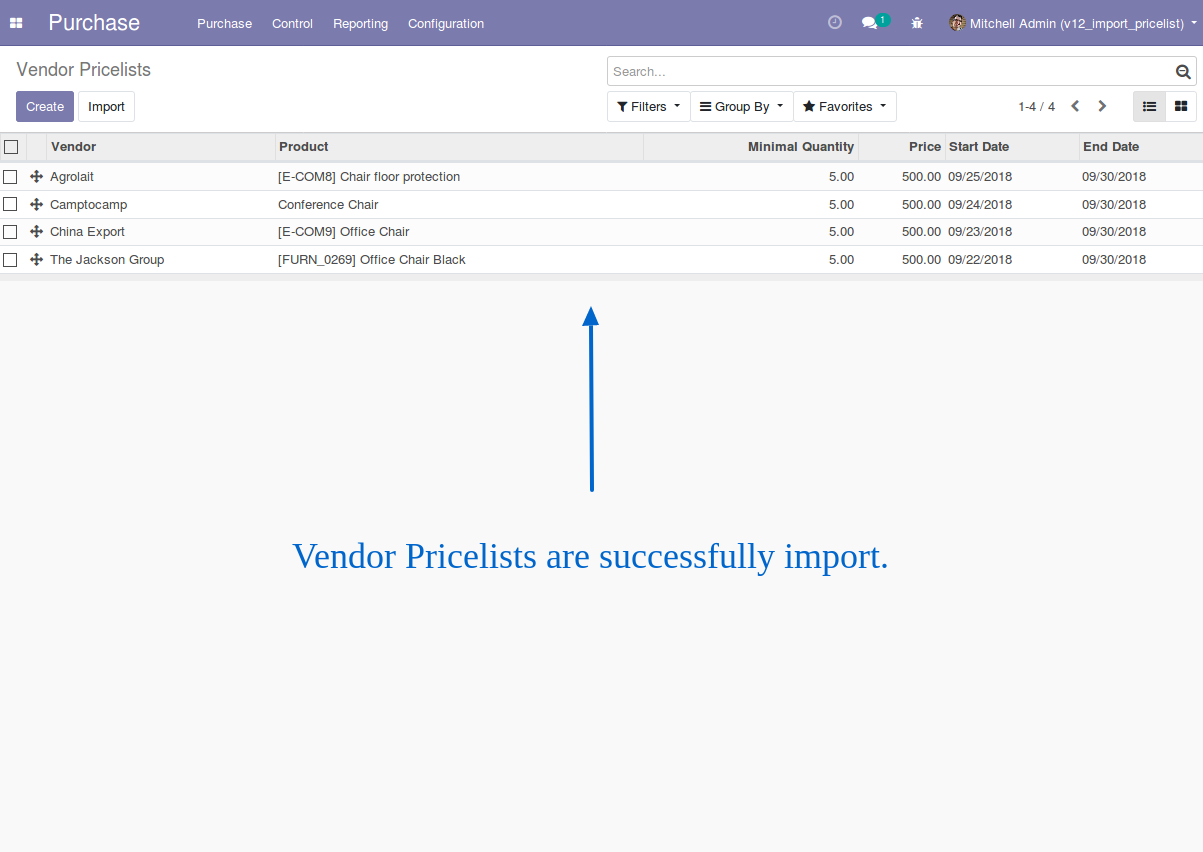 Purchase Purchase Control Reporting Configuration 1 Mitchell Admin (v12_import_pricelist)
Vendor Pricelists Search...
Create Import Filters Group By Favorites 1-4 / 4
Vendor Product Minimal Quantity Price Start Date End Date
Agrolait [E-COM8] Chair floor protection 5.00 500.00 09/25/2018 09/30/2018
Camptocamp Conference Chair 5.00 500.00 09/24/2018 09/30/2018
China Export [E-COM9] Office Chair 5.00 500.00 09/23/2018 09/30/2018
The Jackson Group [FURN_0269] Office Chair Black 5.00 500.00 09/22/2018 09/30/2018
Vendor Pricelists are successfully import.